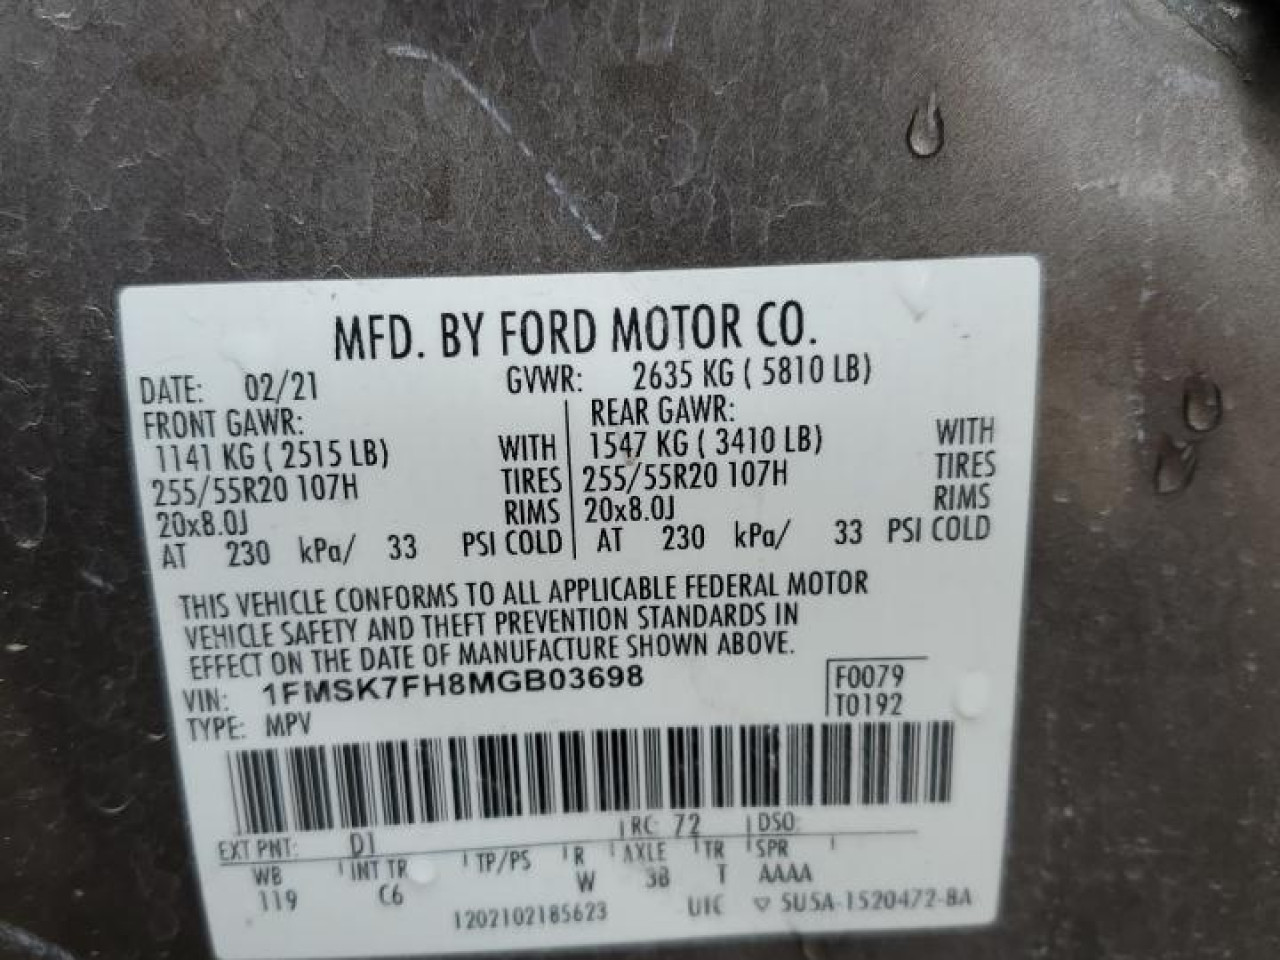 MFD. BY FORD MOTOR CO.
DATE: 02/21 GVWR: 2635 KG ( 5810 LB)
FRONT GAWR: REAR GAWR:
1141 KG ( 2515 LB) WITH 1547 KG ( 3410 LB) WITH
255/55R20 107H TIRES 255/55R20 107H TIRES
20x8.0J RIMS 20x8.0J RIMS
AT 230 kPa/ 33 PSI COLD AT 230 kPa/ 33 PSI COLD
THIS VEHICLE CONFORMS TO ALL APPLICABLE FEDERAL MOTOR
VEHICLE SAFETY AND THEFT PREVENTION STANDARDS IN
EFFECT ON THE DATE OF MANUFACTURE SHOWN ABOVE.
VIN: 1FMSK7FH8MGB03698 F0079
TYPE: MPV T0192
EXT PNT: D1 RC: 72 DSO:
WB INT TR TP/PS R AXLE TR SPR
119 C6 W 3B T AAAA
1202102185623 UTC ▽ 5U5A-1520472-BA